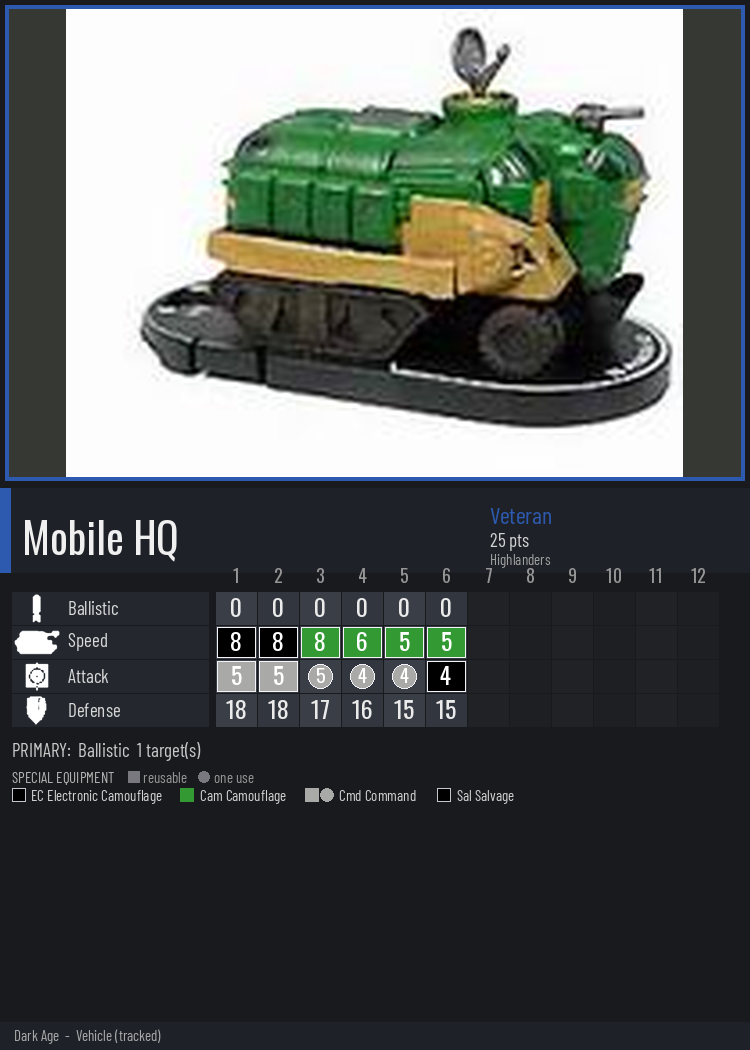 Mobile HQ
Veteran
25 pts
Highlanders
1 2 3 4 5 6 7 8 9 10 11 12
Ballistic 0 0 0 0 0 0
Speed 8 8 8 6 5 5
Attack 5 5 5 4 4 4
Defense 18 18 17 16 15 15
PRIMARY: Ballistic 1 target(s)
SPECIAL EQUIPMENT reusable one use
EC Electronic Camouflage Cam Camouflage Cmd Command Sal Salvage
Dark Age - Vehicle (tracked)